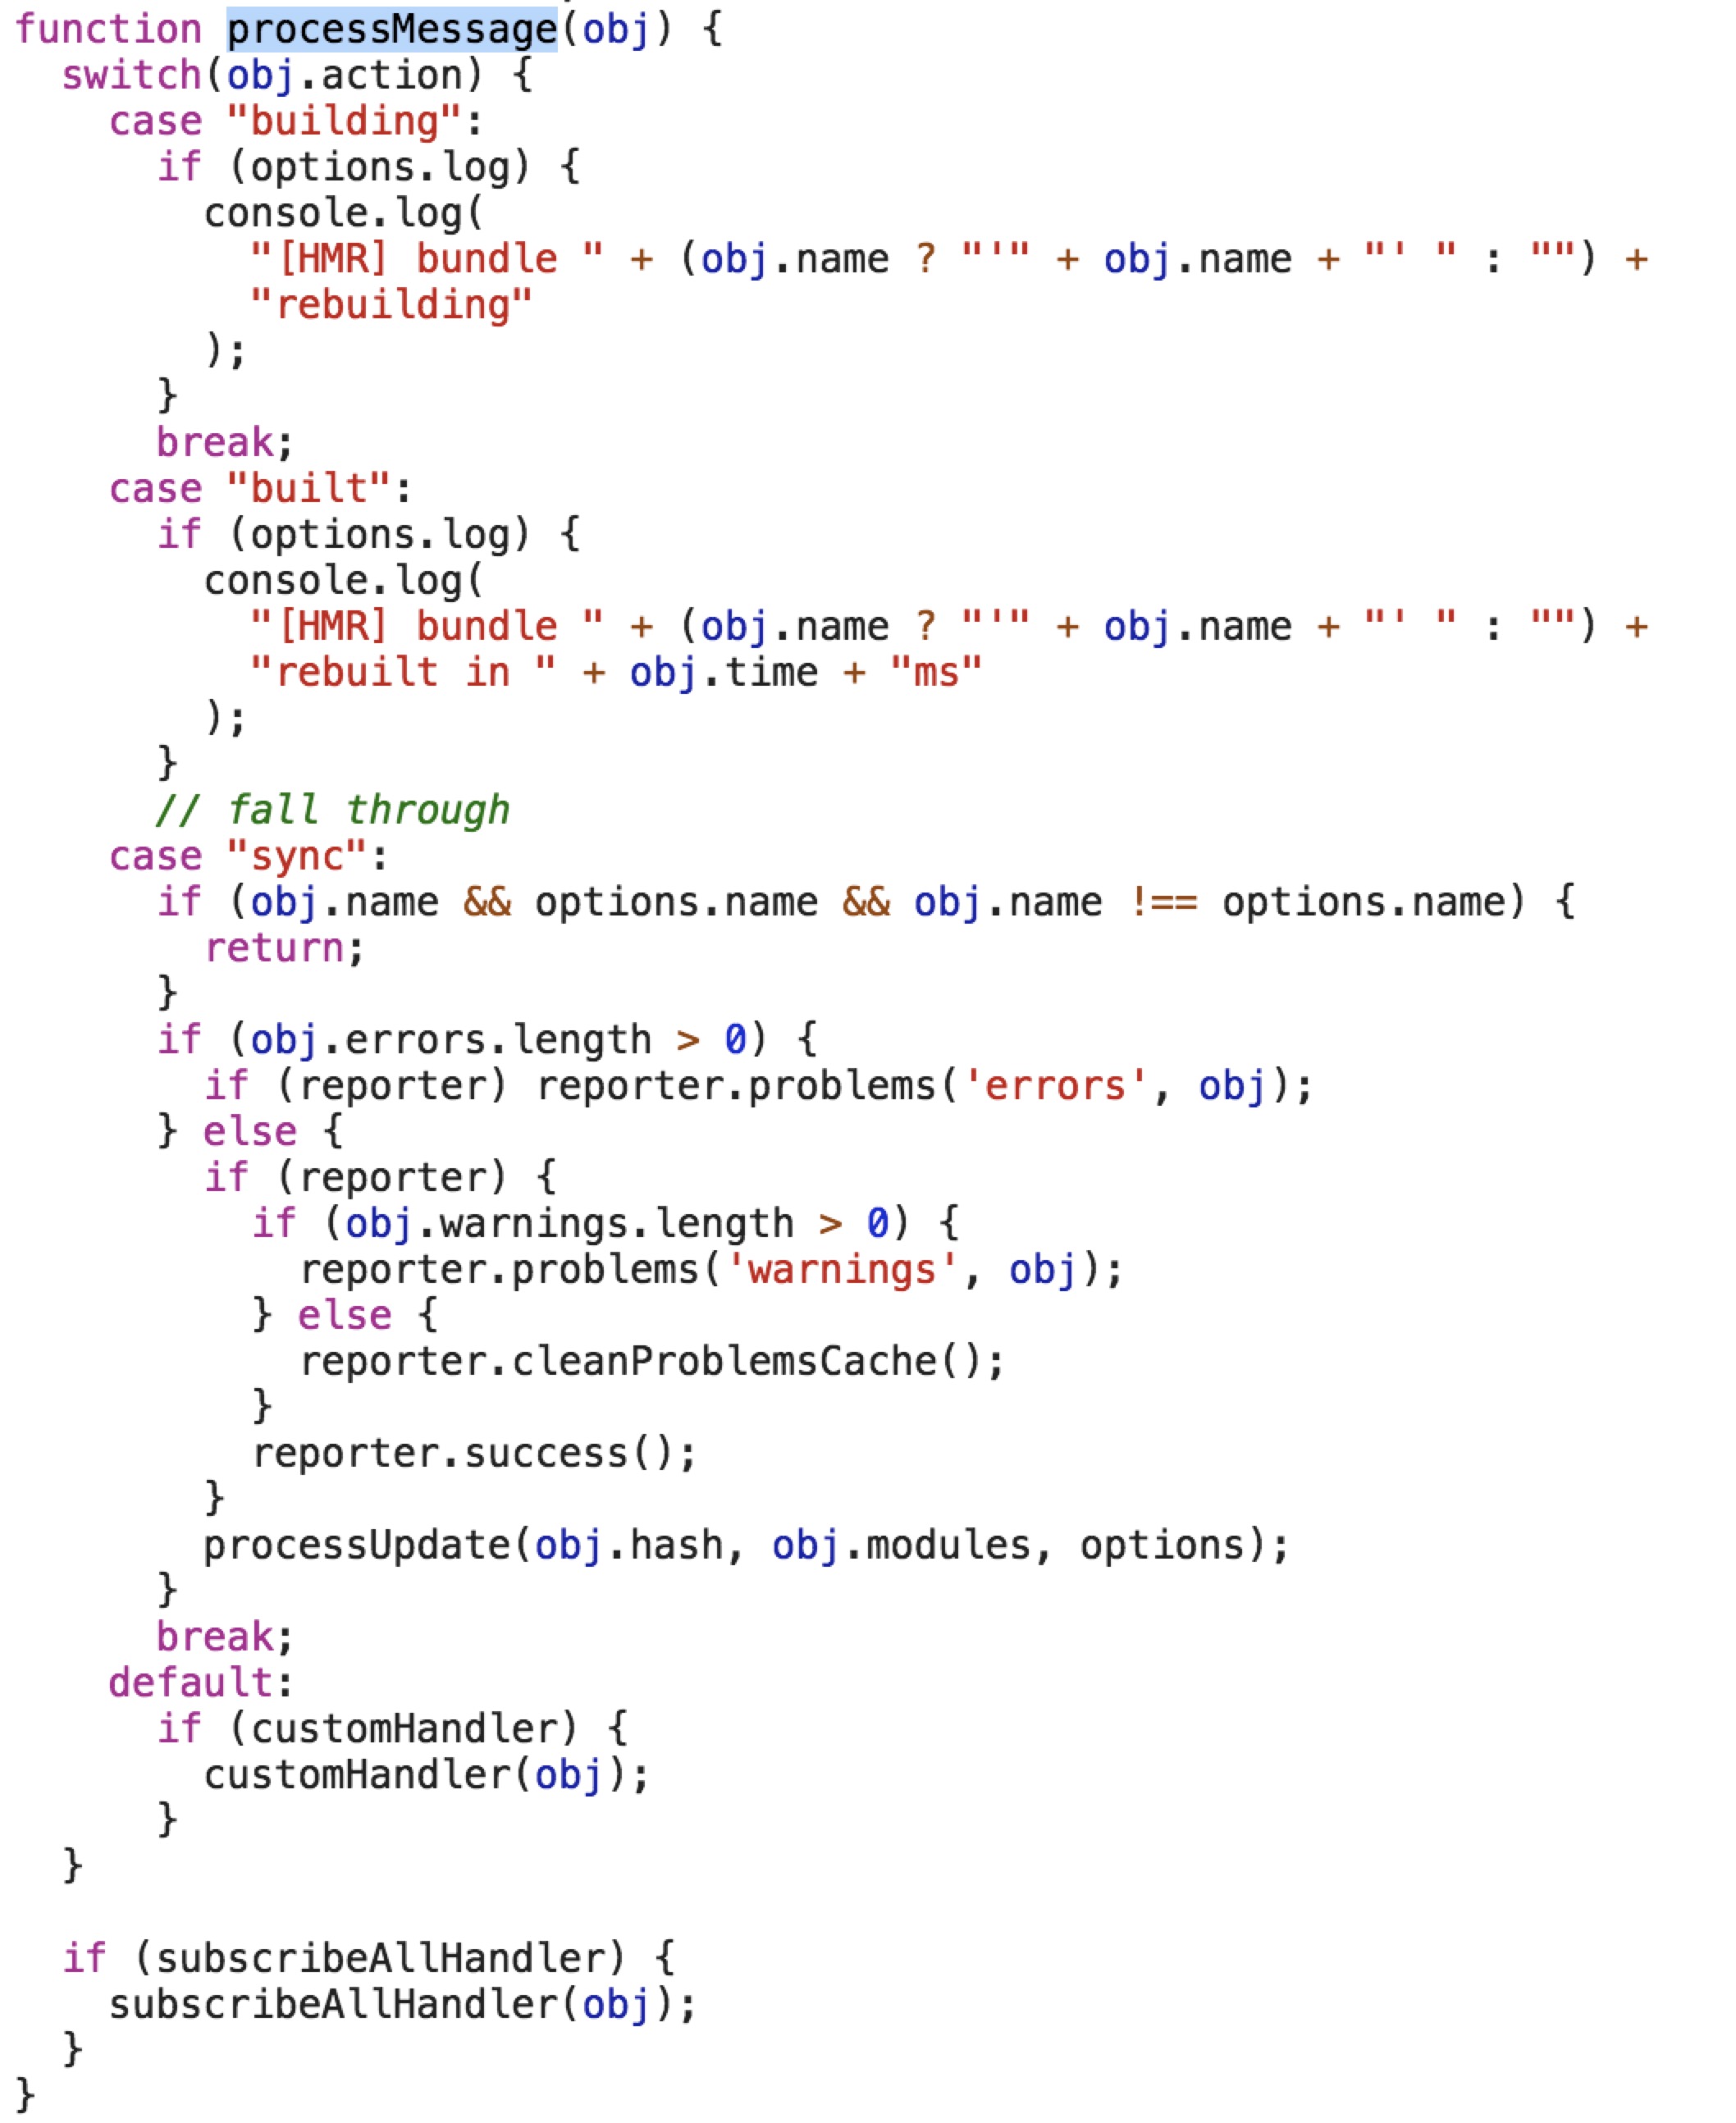 function processMessage(obj) {
  switch(obj.action) {
    case "building":
      if (options.log) {
        console.log(
          "[HMR] bundle " + (obj.name ? "'" + obj.name + "' " : "") +
          "rebuilding"
        );
      }
      break;
    case "built":
      if (options.log) {
        console.log(
          "[HMR] bundle " + (obj.name ? "'" + obj.name + "' " : "") +
          "rebuilt in " + obj.time + "ms"
        );
      }
      // fall through
    case "sync":
      if (obj.name && options.name && obj.name !== options.name) {
        return;
      }
      if (obj.errors.length > 0) {
        if (reporter) reporter.problems('errors', obj);
      } else {
        if (reporter) {
          if (obj.warnings.length > 0) {
            reporter.problems('warnings', obj);
          } else {
            reporter.cleanProblemsCache();
          }
          reporter.success();
        }
        processUpdate(obj.hash, obj.modules, options);
      }
      break;
    default:
      if (customHandler) {
        customHandler(obj);
      }
  }

  if (subscribeAllHandler) {
    subscribeAllHandler(obj);
  }
}